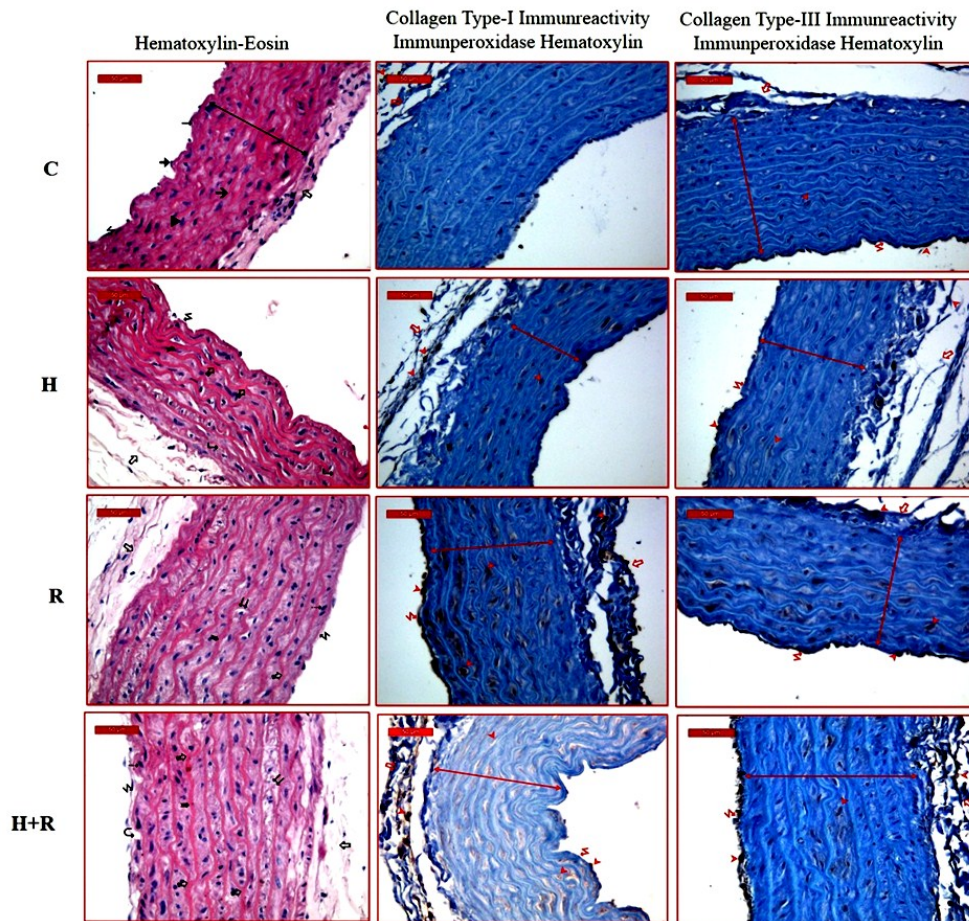 Hematoxylin-Eosin
Collagen Type-I Immunreactivity
Immunperoxidase Hematoxylin
Collagen Type-III Immunreactivity
Immunperoxidase Hematoxylin
C
H
R
H+R